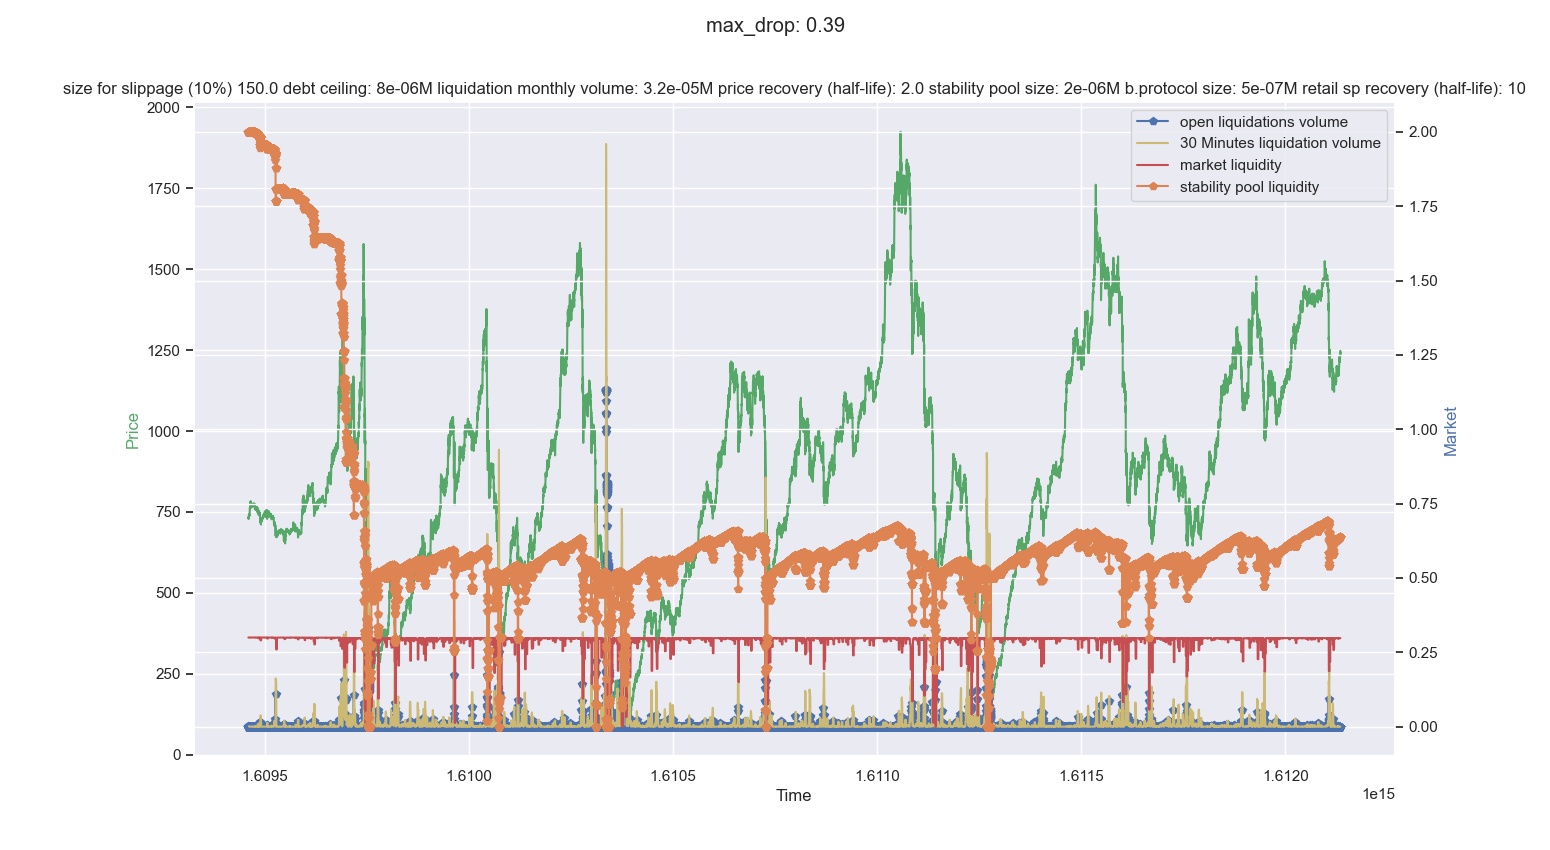 max_drop: 0.39
size for slippage (10%) 150.0 debt ceiling: 8e-06M liquidation monthly volume: 3.2e-05M price recovery (half-life): 2.0 stability pool size: 2e-06M b.protocol size: 5e-07M retail sp recovery (half-life): 10
open liquidations volume
30 Minutes liquidation volume
market liquidity
stability pool liquidity
Price
2000
1750
1500
1250
1000
750
500
250
0
Market
2.00
1.75
1.50
1.25
1.00
0.75
0.50
0.25
0.00
1.6095 1.6100 1.6105 1.6110 1.6115 1.6120
1e15
Time